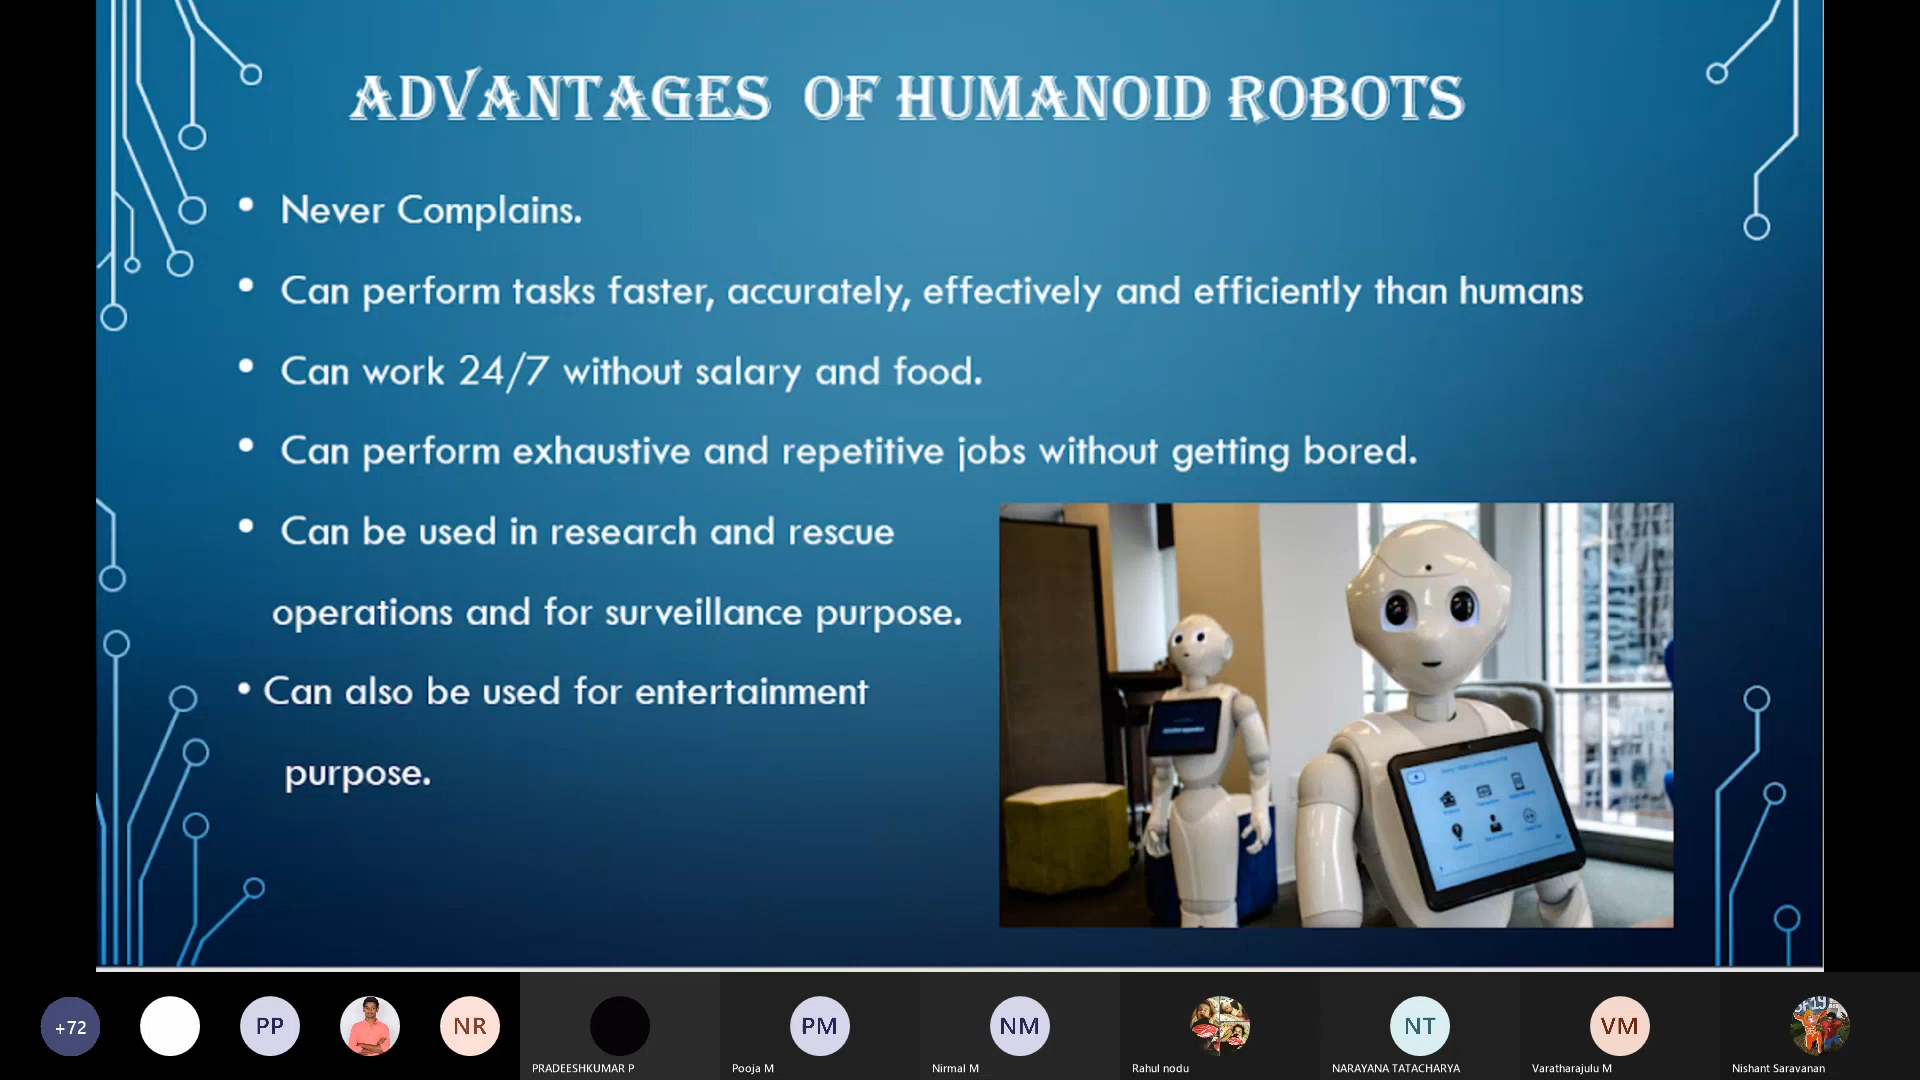 ADVANTAGES OF HUMANOID ROBOTS
• Never Complains.
• Can perform tasks faster, accurately, effectively and efficiently than humans
• Can work 24/7 without salary and food.
• Can perform exhaustive and repetitive jobs without getting bored.
• Can be used in research and rescue
operations and for surveillance purpose.
• Can also be used for entertainment
purpose.
+72
PP
NR
PM
NM
NT
VM
PRADEESHKUMAR P
Pooja M
Nirmal M
Rahul nodu
NARAYANA TATACHARYA
Varatharajulu M
Nishant Saravanan